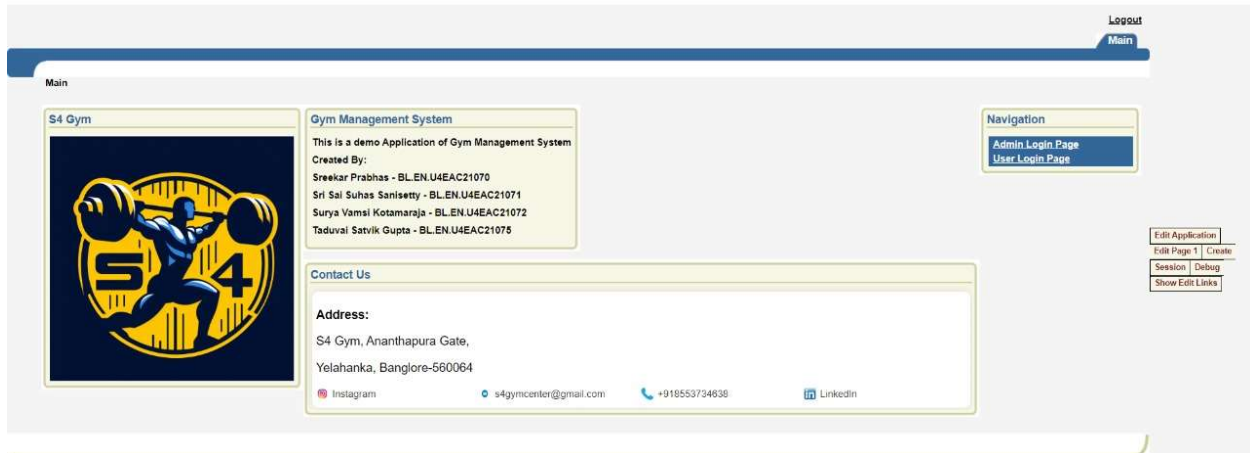 Logout
Main
Main
S4 Gym
S4
Gym Management System
This is a demo Application of Gym Management System
Created By:
Sreekar Prabhas - BL.EN.U4EAC21070
Sri Sai Suhas Sanisetty - BL.EN.U4EAC21071
Surya Vamsi Kotamaraja - BL.EN.U4EAC21072
Taduvai Satvik Gupta - BL.EN.U4EAC21075
Contact Us
Address:
S4 Gym, Ananthapura Gate,
Yelahanka, Banglore-560064
Instagram s4gymcenter@gmail.com +918553734638 LinkedIn
Navigation
Admin Login Page
User Login Page
Edit Application
Edit Page 1 Create
Session Debug
Show Edit Links